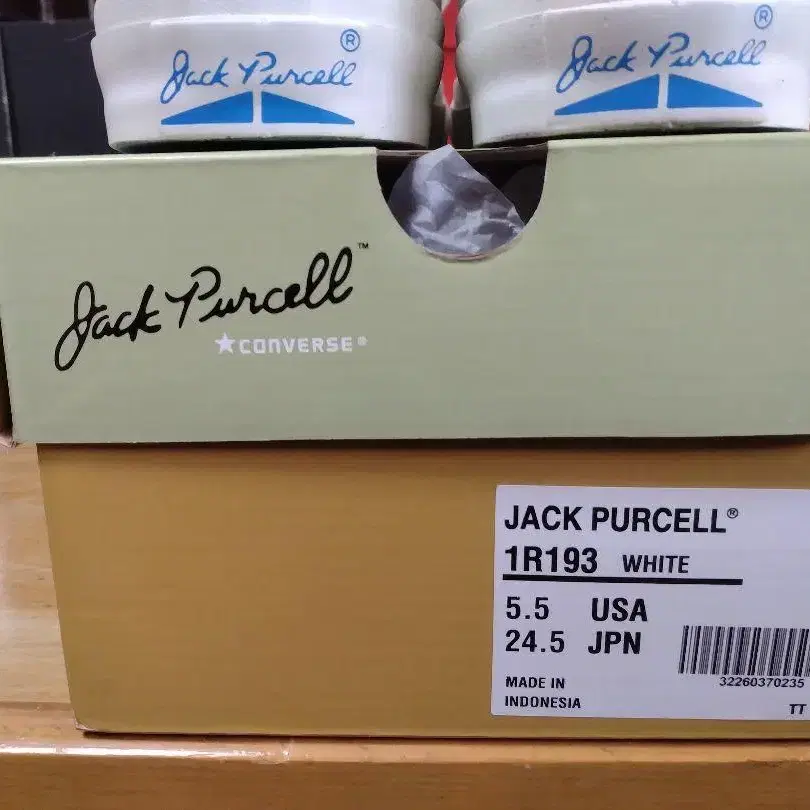 Jack Purcell®
Jack Purcell®
Jack Purcell™
★CONVERSE®
JACK PURCELL®
1R193 WHITE
5.5 USA
24.5 JPN
32260370235
MADE IN
INDONESIA
TT